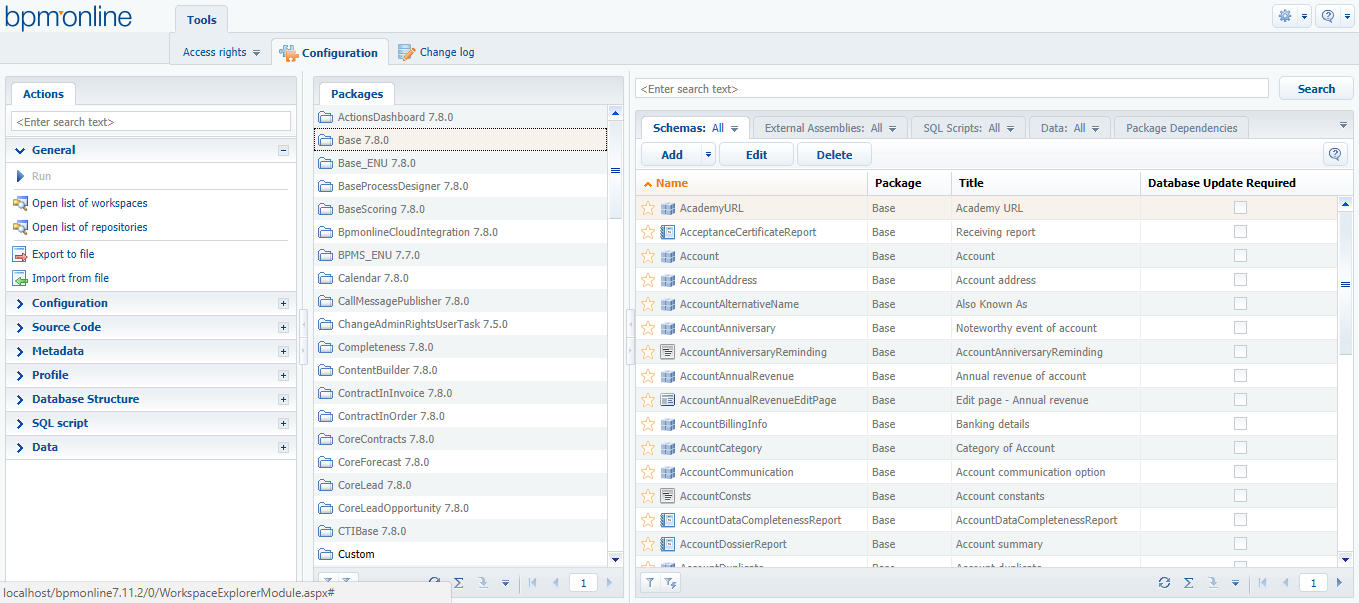 bpm'online
Tools
Access rights
Configuration
Change log
Actions
<Enter search text>
General
Run
Open list of workspaces
Open list of repositories
Export to file
Import from file
Configuration
Source Code
Metadata
Profile
Database Structure
SQL script
Data
localhost/bpmonline7.11.2/0/WorkspaceExplorerModule.aspx#
Packages
ActionsDashboard 7.8.0
Base 7.8.0
Base_ENU 7.8.0
BaseProcessDesigner 7.8.0
BaseScoring 7.8.0
BpmonlineCloudIntegration 7.8.0
BPMS_ENU 7.7.0
Calendar 7.8.0
CallMessagePublisher 7.8.0
ChangeAdminRightsUserTask 7.5.0
Completeness 7.8.0
ContentBuilder 7.8.0
ContractInInvoice 7.8.0
ContractInOrder 7.8.0
CoreContracts 7.8.0
CoreForecast 7.8.0
CoreLead 7.8.0
CoreLeadOpportunity 7.8.0
CTIBase 7.8.0
Custom
1
<Enter search text>
Search
Schemas: All
External Assemblies: All
SQL Scripts: All
Data: All
Package Dependencies
Add
Edit
Delete
Name Package Title Database Update Required
AcademyURL Base Academy URL
AcceptanceCertificateReport Base Receiving report
Account Base Account
AccountAddress Base Account address
AccountAlternativeName Base Also Known As
AccountAnniversary Base Noteworthy event of account
AccountAnniversaryReminding Base AccountAnniversaryReminding
AccountAnnualRevenue Base Annual revenue of account
AccountAnnualRevenueEditPage Base Edit page - Annual revenue
AccountBillingInfo Base Banking details
AccountCategory Base Category of Account
AccountCommunication Base Account communication option
AccountConsts Base Account constants
AccountDataCompletenessReport Base AccountDataCompletenessReport
AccountDossierReport Base Account summary
1